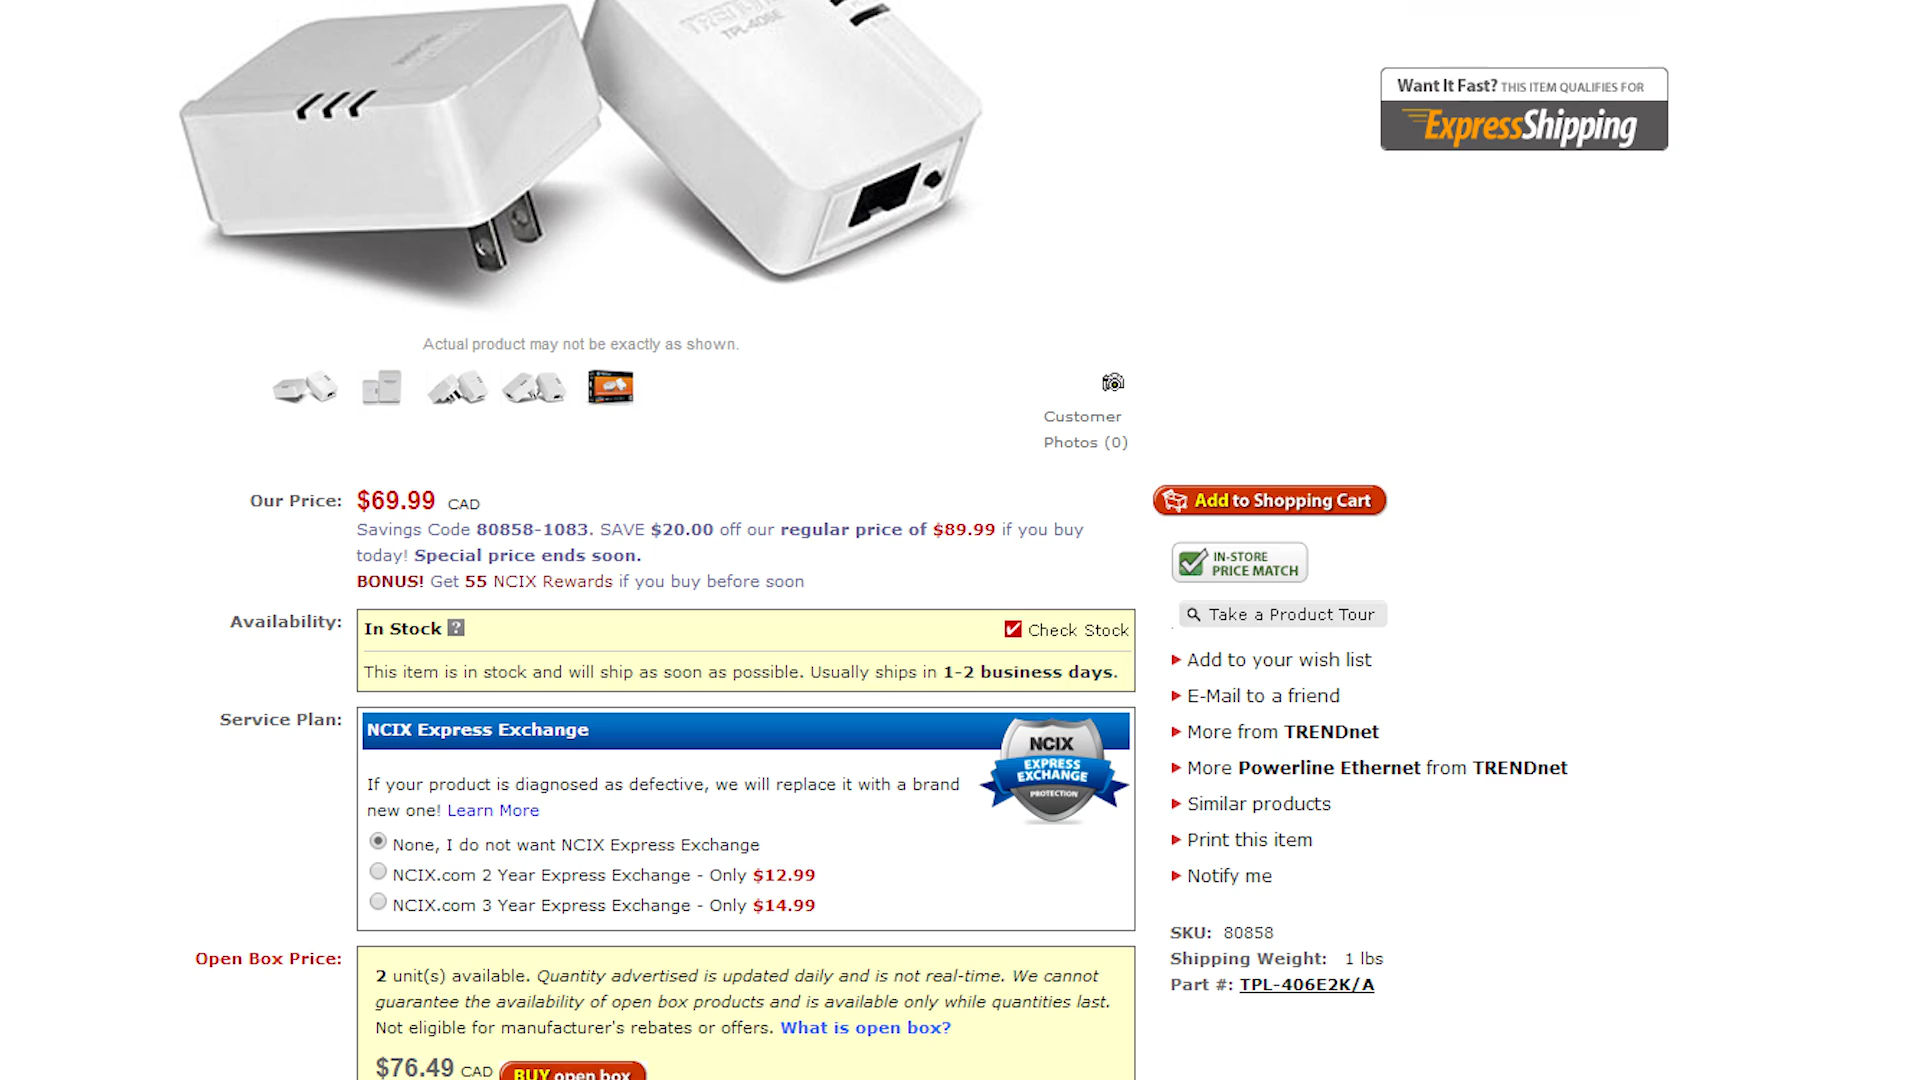 TRENDnet
TPL-406E
Want It Fast? THIS ITEM QUALIFIES FOR
ExpressShipping
Actual product may not be exactly as shown.
Customer
Photos (0)
Our Price: $69.99 CAD
Savings Code 80858-1083. SAVE $20.00 off our regular price of $89.99 if you buy
today! Special price ends soon.
BONUS! Get 55 NCIX Rewards if you buy before soon
Add to Shopping Cart
IN-STORE
PRICE MATCH
Take a Product Tour
Availability: In Stock ? Check Stock
This item is in stock and will ship as soon as possible. Usually ships in 1-2 business days.
Service Plan: NCIX Express Exchange
NCIX
EXPRESS
EXCHANGE
PROTECTION
If your product is diagnosed as defective, we will replace it with a brand
new one! Learn More
None, I do not want NCIX Express Exchange
NCIX.com 2 Year Express Exchange - Only $12.99
NCIX.com 3 Year Express Exchange - Only $14.99
Open Box Price: 2 unit(s) available. Quantity advertised is updated daily and is not real-time. We cannot
guarantee the availability of open box products and is available only while quantities last.
Not eligible for manufacturer's rebates or offers. What is open box?
$76.49 CAD BUY open box
Add to your wish list
E-Mail to a friend
More from TRENDnet
More Powerline Ethernet from TRENDnet
Similar products
Print this item
Notify me
SKU: 80858
Shipping Weight: 1 lbs
Part #: TPL-406E2K/A